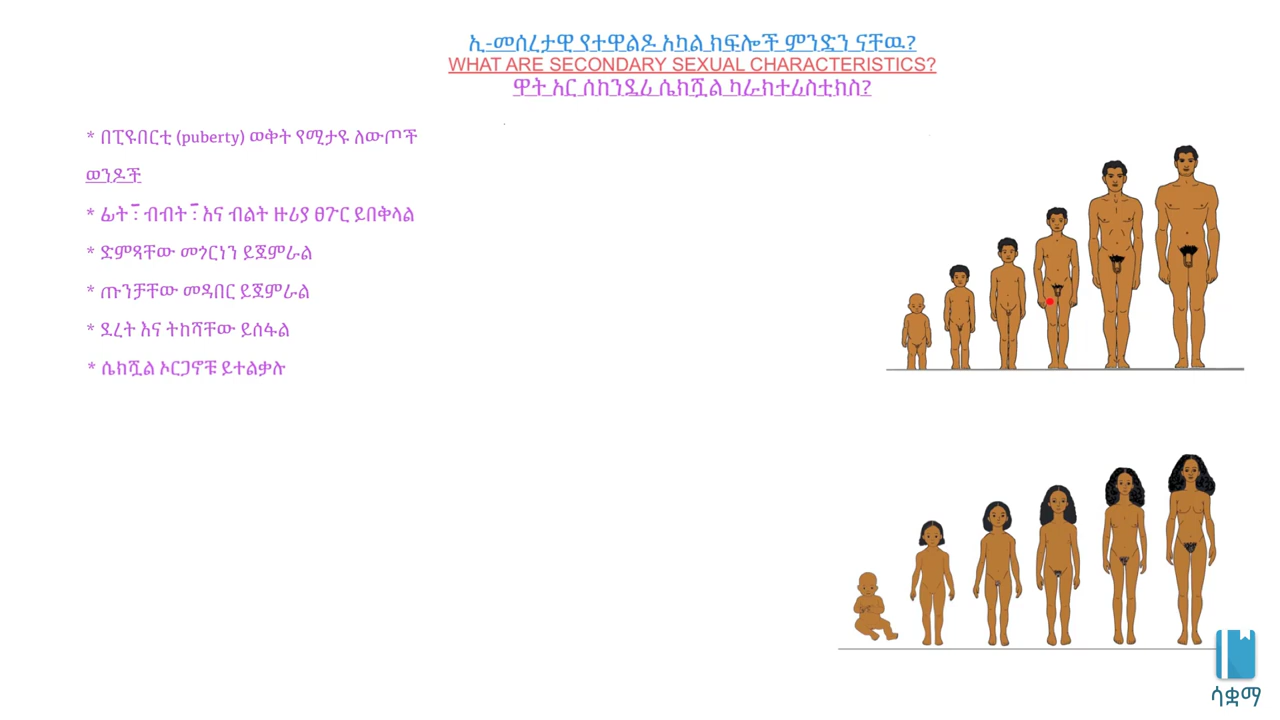 ኢ-መሰረታዊ የተዋልዶ አካል ክፍሎች ምንድን ናቸዉ?
WHAT ARE SECONDARY SEXUAL CHARACTERISTICS?
ዋት አር ሰከንደሪ ሴክሿል ካራክተሪስቲክስ?
* በፒዩበርቲ (puberty) ወቅት የሚታዩ ለውጦች
ወንዶች
* ፊት ፣ ብብት ፣ እና ብልት ዙሪያ ፀጉር ይበቅላል
* ድምጻቸው መጎርነን ይጀምራል
* ጡንቻቸው መዳበር ይጀምራል
* ደረት እና ትከሻቸው ይሰፋል
* ሴክሿል ኦርጋኖቹ ይተልቃሉ
ሳቋማ